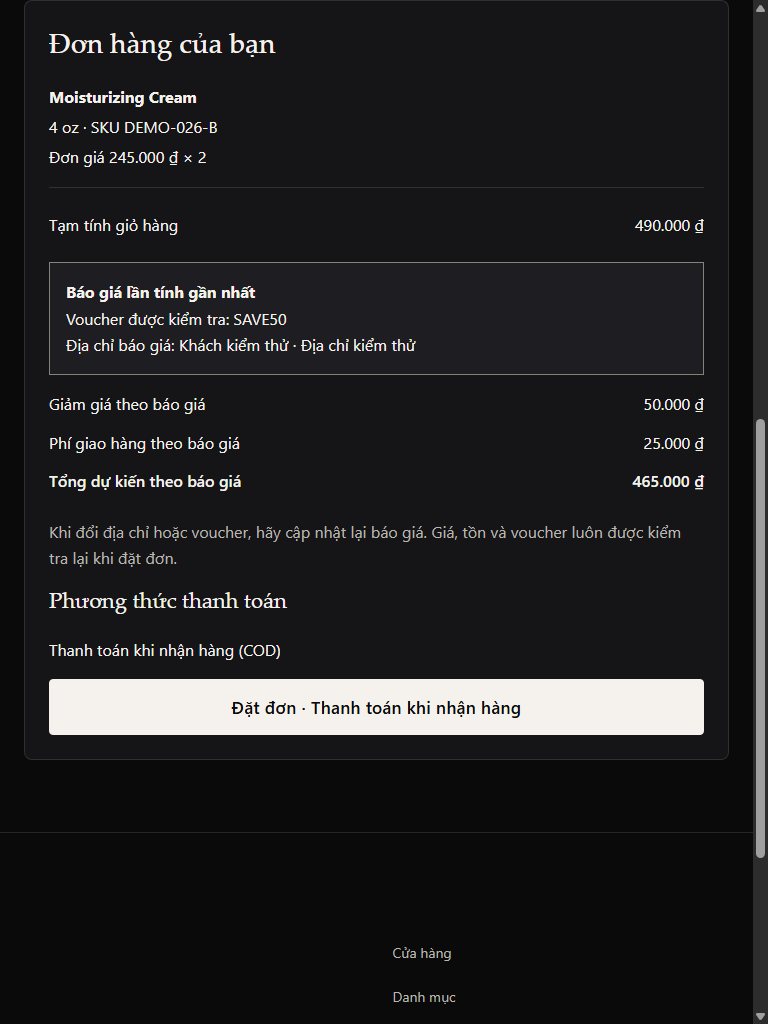 Đơn hàng của bạn
Moisturizing Cream
4 oz · SKU DEMO-026-B
Đơn giá 245.000 ₫ × 2
Tạm tính giỏ hàng 490.000 ₫
Báo giá lần tính gần nhất
Voucher được kiểm tra: SAVE50
Địa chỉ báo giá: Khách kiểm thử · Địa chỉ kiểm thử
Giảm giá theo báo giá 50.000 ₫
Phí giao hàng theo báo giá 25.000 ₫
Tổng dự kiến theo báo giá 465.000 ₫
Khi đổi địa chỉ hoặc voucher, hãy cập nhật lại báo giá. Giá, tồn và voucher luôn được kiểm
tra lại khi đặt đơn.
Phương thức thanh toán
Thanh toán khi nhận hàng (COD)
Đặt đơn · Thanh toán khi nhận hàng
Cửa hàng
Danh mục